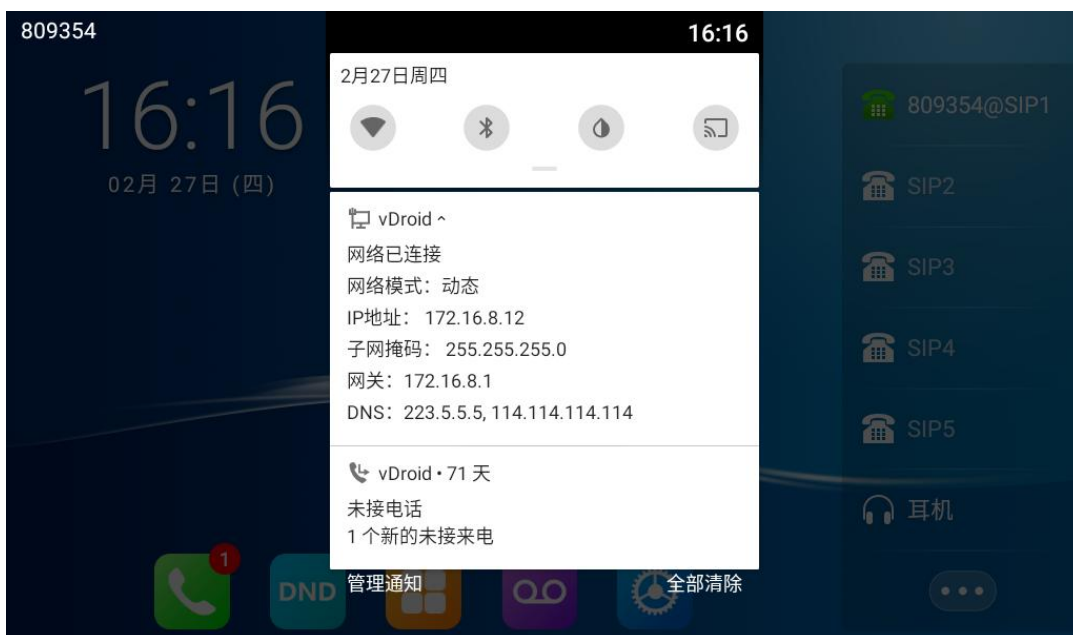 809354
16:16
16:16
02月 27日 (四)
2月27日周四
vDroid
网络已连接
网络模式：动态
IP地址： 172.16.8.12
子网掩码： 255.255.255.0
网关：172.16.8.1
DNS：223.5.5.5, 114.114.114.114
vDroid • 71 天
未接电话
1 个新的未接来电
管理通知
全部清除
809354@SIP1
SIP2
SIP3
SIP4
SIP5
耳机
1
DND